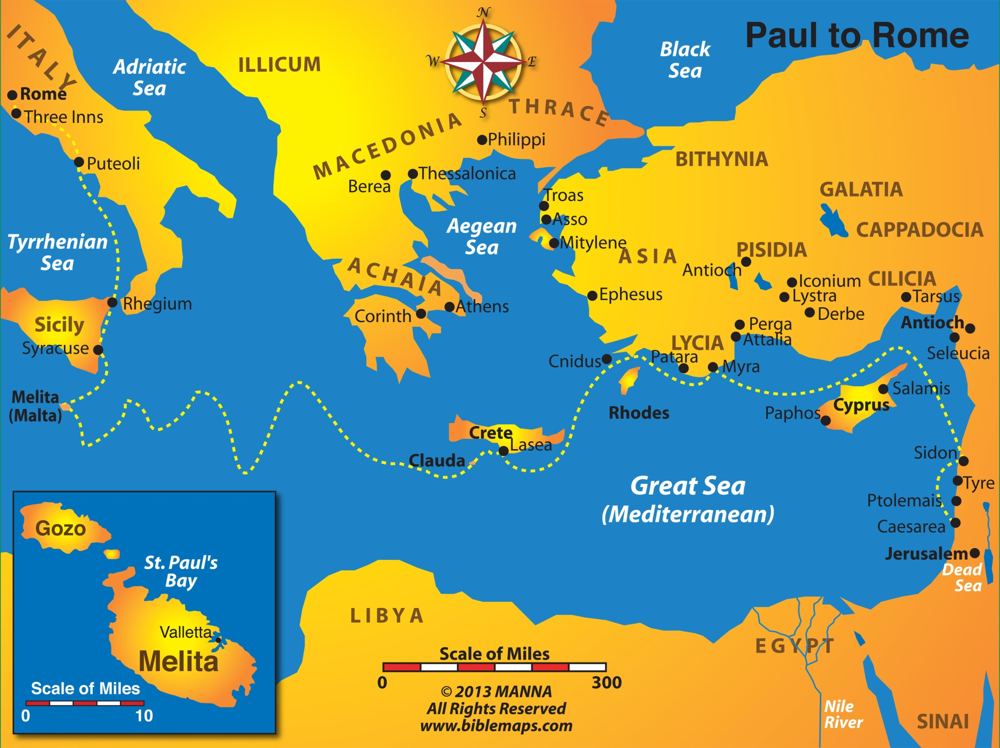 Paul to Rome
N
W
E
S
ITALY
Adriatic
Sea
ILLICUM
Black
Sea
Rome
Three Inns
THRACE
MACEDONIA
Philippi
Puteoli
BITHYNIA
Thessalonica
Berea
GALATIA
Troas
Asso
Aegean
Sea
CAPPADOCIA
Tyrrhenian
Sea
Mitylene
ASIA
PISIDIA
Antioch
ACHAIA
Iconium
CILICIA
Ephesus
Lystra
Tarsus
Rhegium
Athens
Corinth
Derbe
Sicily
Perga
Antioch
Attalia
LYCIA
Syracuse
Seleucia
Cnidus
Patara
Myra
Melita
(Malta)
Salamis
Rhodes
Cyprus
Paphos
Crete
Lasea
Clauda
Sidon
Great Sea
(Mediterranean)
Tyre
Ptolemais
Caesarea
Jerusalem
Dead
Sea
Gozo
St. Paul's
Bay
Valletta
Melita
Scale of Miles
0 10
LIBYA
EGYPT
Scale of Miles
0 300
© 2013 MANNA
All Rights Reserved
www.biblemaps.com
Nile
River
SINAI